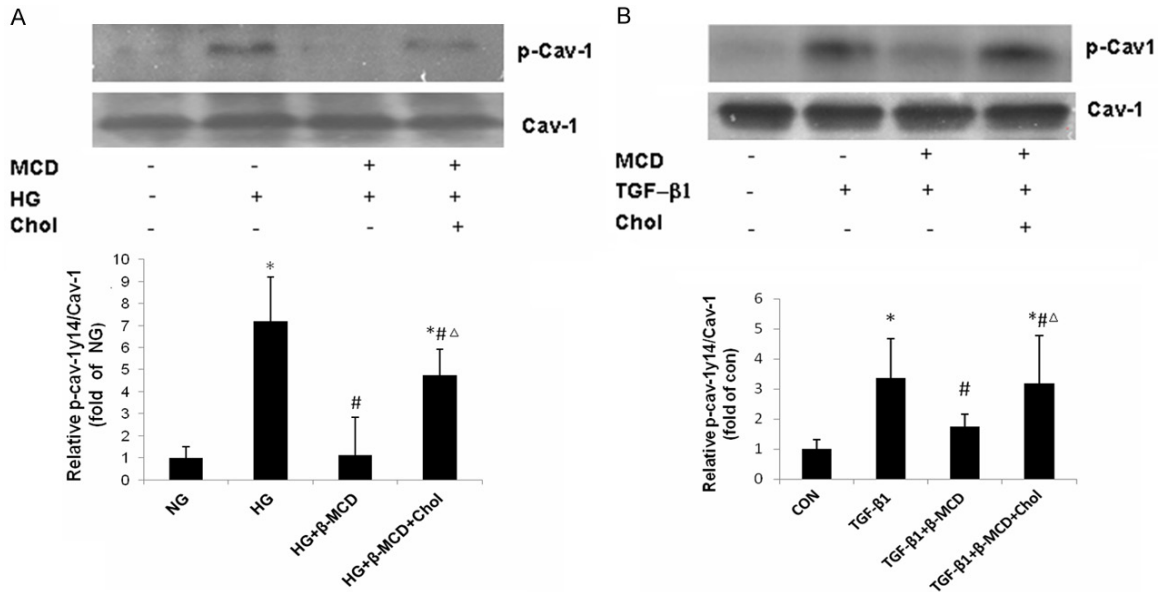 A
p-Cav-1
Cav-1
MCD - - + +
HG - + + +
Chol - - - +
Relative p-cav-1y14/Cav-1
(fold of NG)
10
9
8
7
6
5
4
3
2
1
0
*
#
*#△
NG
HG
HG+β-MCD
HG+β-MCD+Chol
B
p-Cav1
Cav-1
MCD - - + +
TGF-β1 - + + +
Chol - - - +
Relative p-cav-1y14/Cav-1
(fold of con)
6
5
4
3
2
1
0
*
#
*#△
CON
TGF-β1
TGF-β1+β-MCD
TGF-β1+β-MCD+Chol